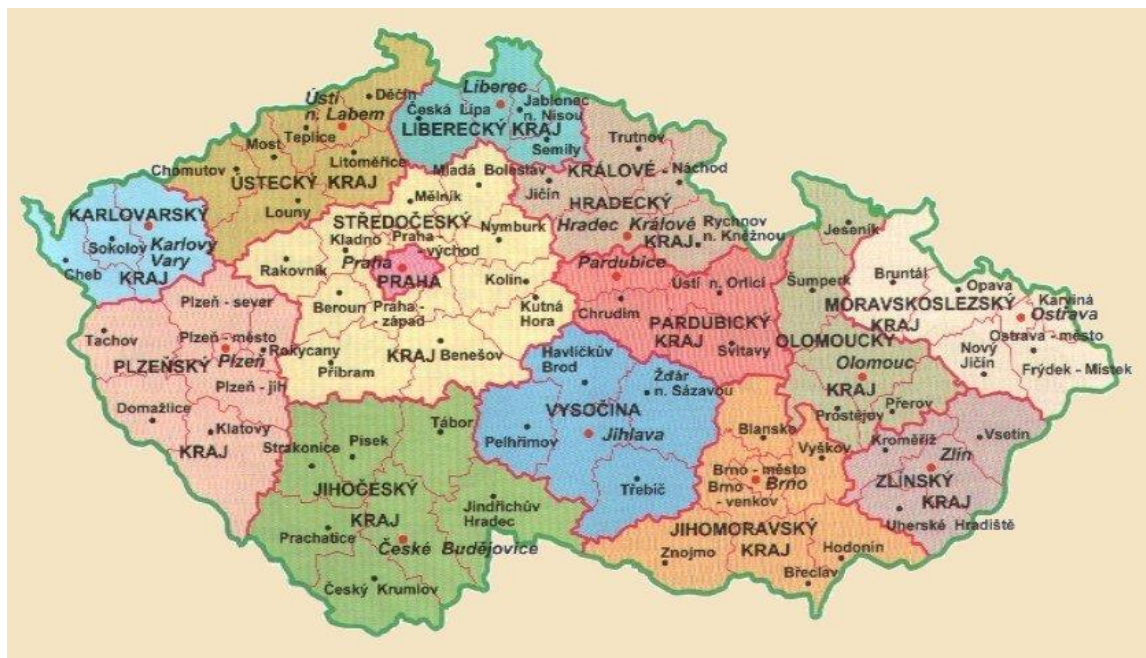 Ústí
n. Labem
Děčín
Teplice
Most
Chomutov
Litoměřice
ÚSTECKÝ KRAJ
Louny
Liberec
Česká Lípa
Jablonec
n. Nisou
LIBERECKÝ KRAJ
Semily
Trutnov
KRÁLOVÉ -
Náchod
Jičín
HRADECKÝ
Hradec Králové
KRAJ
Rychnov
n. Kněžnou
KARLOVARSKÝ
Sokolov
Karlovy
Vary
Cheb
KRAJ
Mladá Boleslav
Mělník
STŘEDOČESKÝ
Nymburk
Kladno
Praha -
východ
Rakovník
Praha
PRAHA
Kolín
Beroun
Praha -
západ
Kutná
Hora
KRAJ
Benešov
Příbram
Plzeň - sever
Tachov
Plzeň - město
Rokycany
PLZEŇSKÝ
Plzeň
Plzeň - jih
Domažlice
Klatovy
KRAJ
Pardubice
Ústí n. Orlicí
Chrudim
PARDUBICKÝ
KRAJ
Svitavy
Jeseník
Šumperk
OLOMOUCKÝ
Olomouc
KRAJ
Prostějov
Přerov
Bruntál
Opava
MORAVSKOSLEZSKÝ
KRAJ
Karviná
Ostrava
Ostrava - město
Nový
Jičín
Frýdek - Místek
Havlíčkův
Brod
Žďár
n. Sázavou
VYSOČINA
Pelhřimov
Jihlava
Třebíč
Tábor
Strakonice
Písek
JIHOČESKÝ
KRAJ
Jindřichův
Hradec
Prachatice
České Budějovice
Český Krumlov
Blansko
Vyškov
Brno - město
Brno
Brno
- venkov
JIHOMORAVSKÝ
KRAJ
Znojmo
Hodonín
Břeclav
Kroměříž
Vsetín
Zlín
ZLÍNSKÝ
KRAJ
Uherské Hradiště